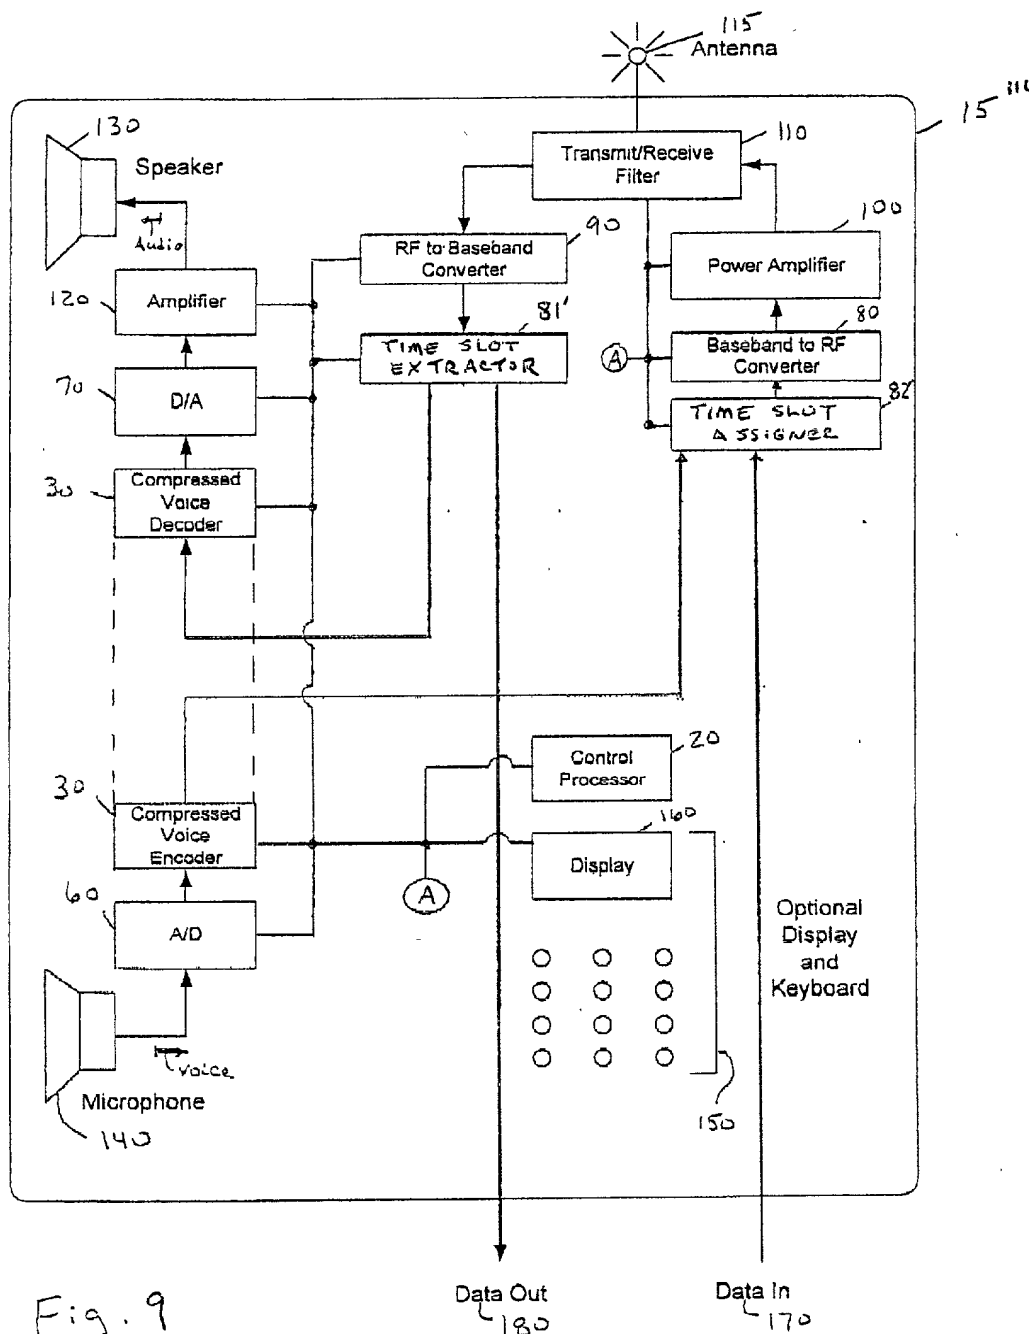 115
Antenna
15'''
130
Speaker
Audio
110
Transmit/Receive
Filter
90
RF to Baseband
Converter
100
Power Amplifier
120
Amplifier
81'
TIME SLOT
EXTRACTOR
A
80
Baseband to RF
Converter
70
D/A
82'
TIME SLOT
ASSIGNER
30
Compressed
Voice
Decoder
20
Control
Processor
30
Compressed
Voice
Encoder
160
Display
A
60
A/D
Optional
Display
and
Keyboard
Voice
Microphone
140
150
Fig. 9
Data Out
180
Data In
170